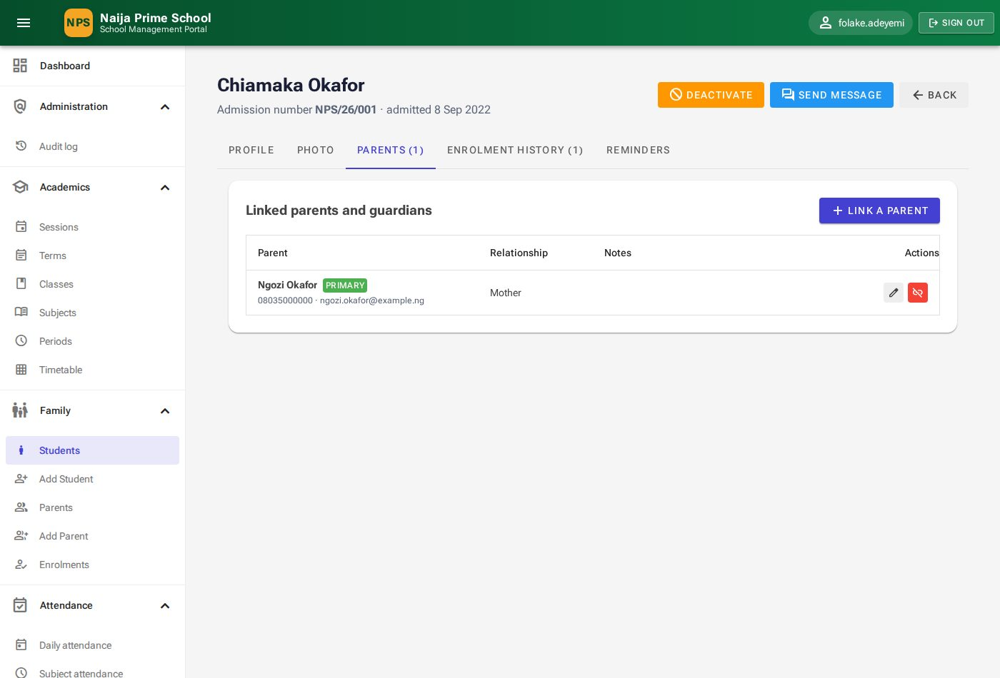 NPS
Naija Prime School
School Management Portal
folake.adeyemi
SIGN OUT
Dashboard
Administration
Audit log
Academics
Sessions
Terms
Classes
Subjects
Periods
Timetable
Family
Students
Add Student
Parents
Add Parent
Enrolments
Attendance
Daily attendance
Subject attendance
Chiamaka Okafor
Admission number NPS/26/001 · admitted 8 Sep 2022
DEACTIVATE
SEND MESSAGE
BACK
PROFILE PHOTO PARENTS (1) ENROLMENT HISTORY (1) REMINDERS
Linked parents and guardians
LINK A PARENT
Parent Relationship Notes Actions
Ngozi Okafor PRIMARY
08035000000 · ngozi.okafor@example.ng
Mother